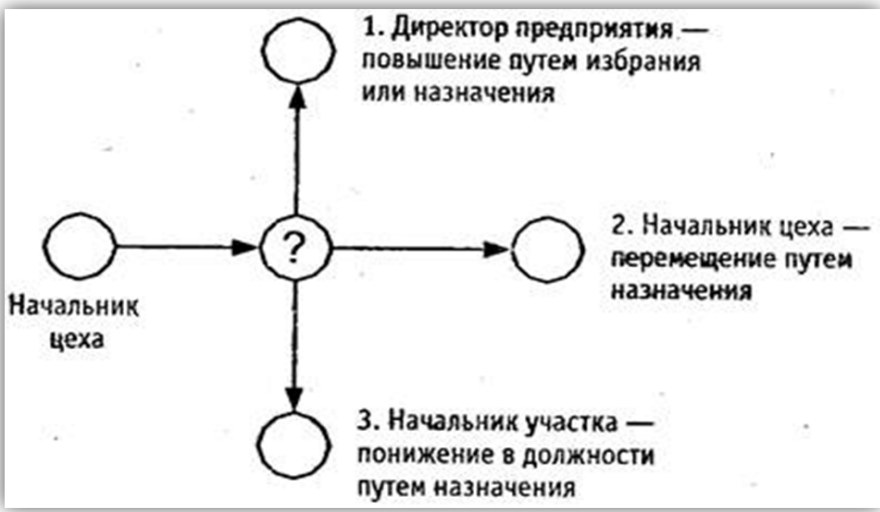 1. Директор предприятия —
повышение путем избрания
или назначения
?
2. Начальник цеха —
перемещение путем
назначения
Начальник
цеха
3. Начальник участка —
понижение в должности
путем назначения